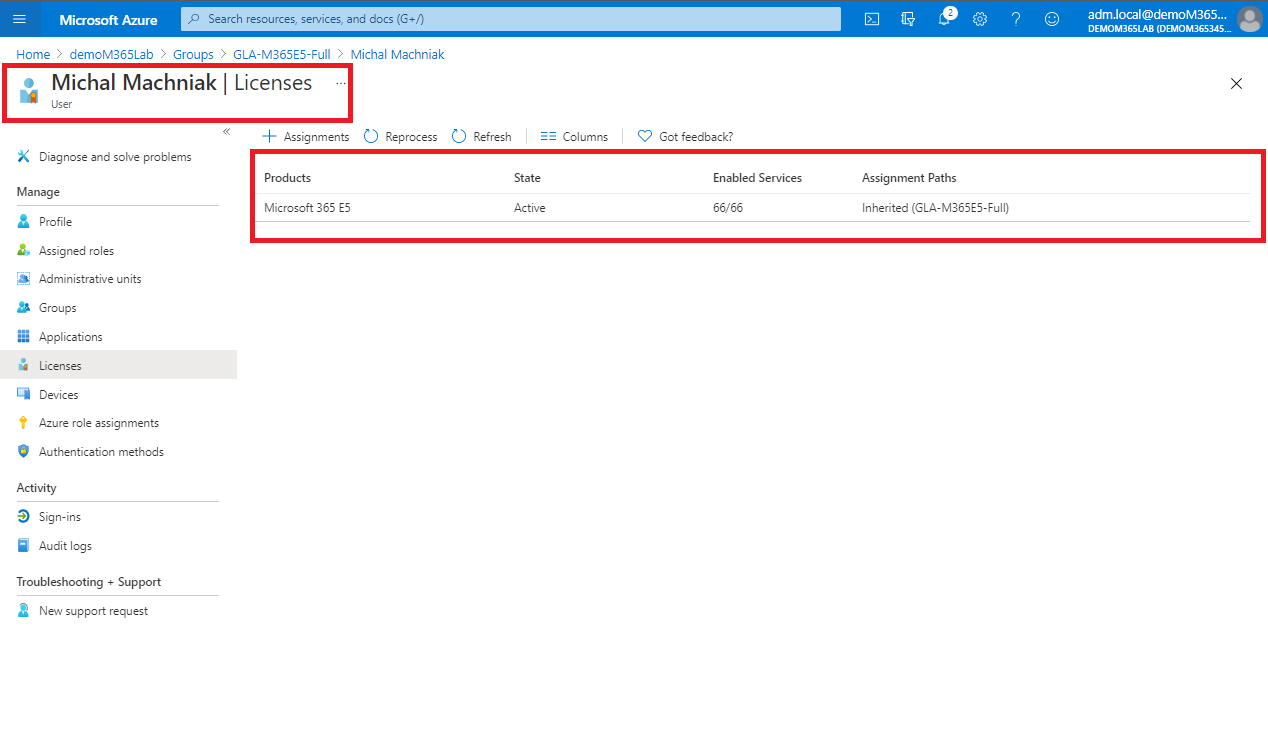 Microsoft Azure
Search resources, services, and docs (G+/)
2
adm.local@demoM365...
DEMOM365LAB (DEMOM365345...
Home > demoM365Lab > Groups > GLA-M365E5-Full > Michal Machniak
Michal Machniak | Licenses ...
User
«
Assignments Reprocess Refresh Columns Got feedback?
Diagnose and solve problems
Manage
Profile
Assigned roles
Administrative units
Groups
Applications
Licenses
Devices
Azure role assignments
Authentication methods
Activity
Sign-ins
Audit logs
Troubleshooting + Support
New support request
Products State Enabled Services Assignment Paths
Microsoft 365 E5 Active 66/66 Inherited (GLA-M365E5-Full)